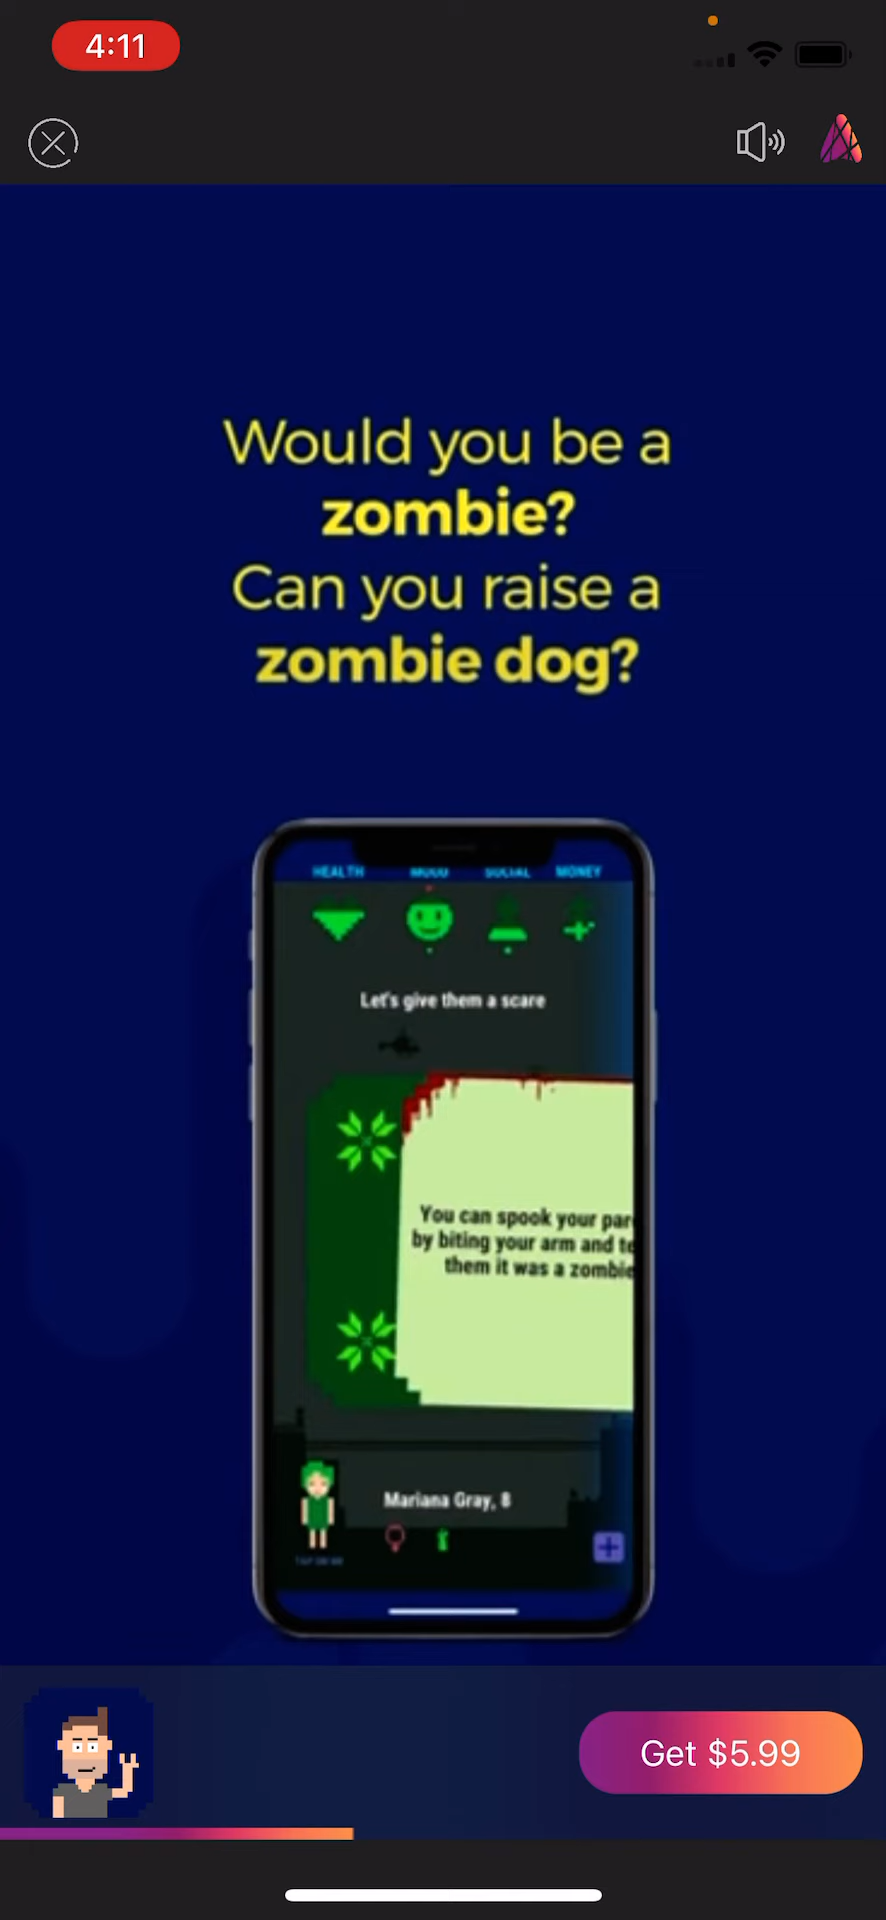 4:11
Would you be a
zombie?
Can you raise a
zombie dog?
HEALTH MOOD SOCIAL MONEY
Let's give them a scare
You can spook your par
by biting your arm and te
them it was a zombie
Mariana Gray, 8
Get $5.99